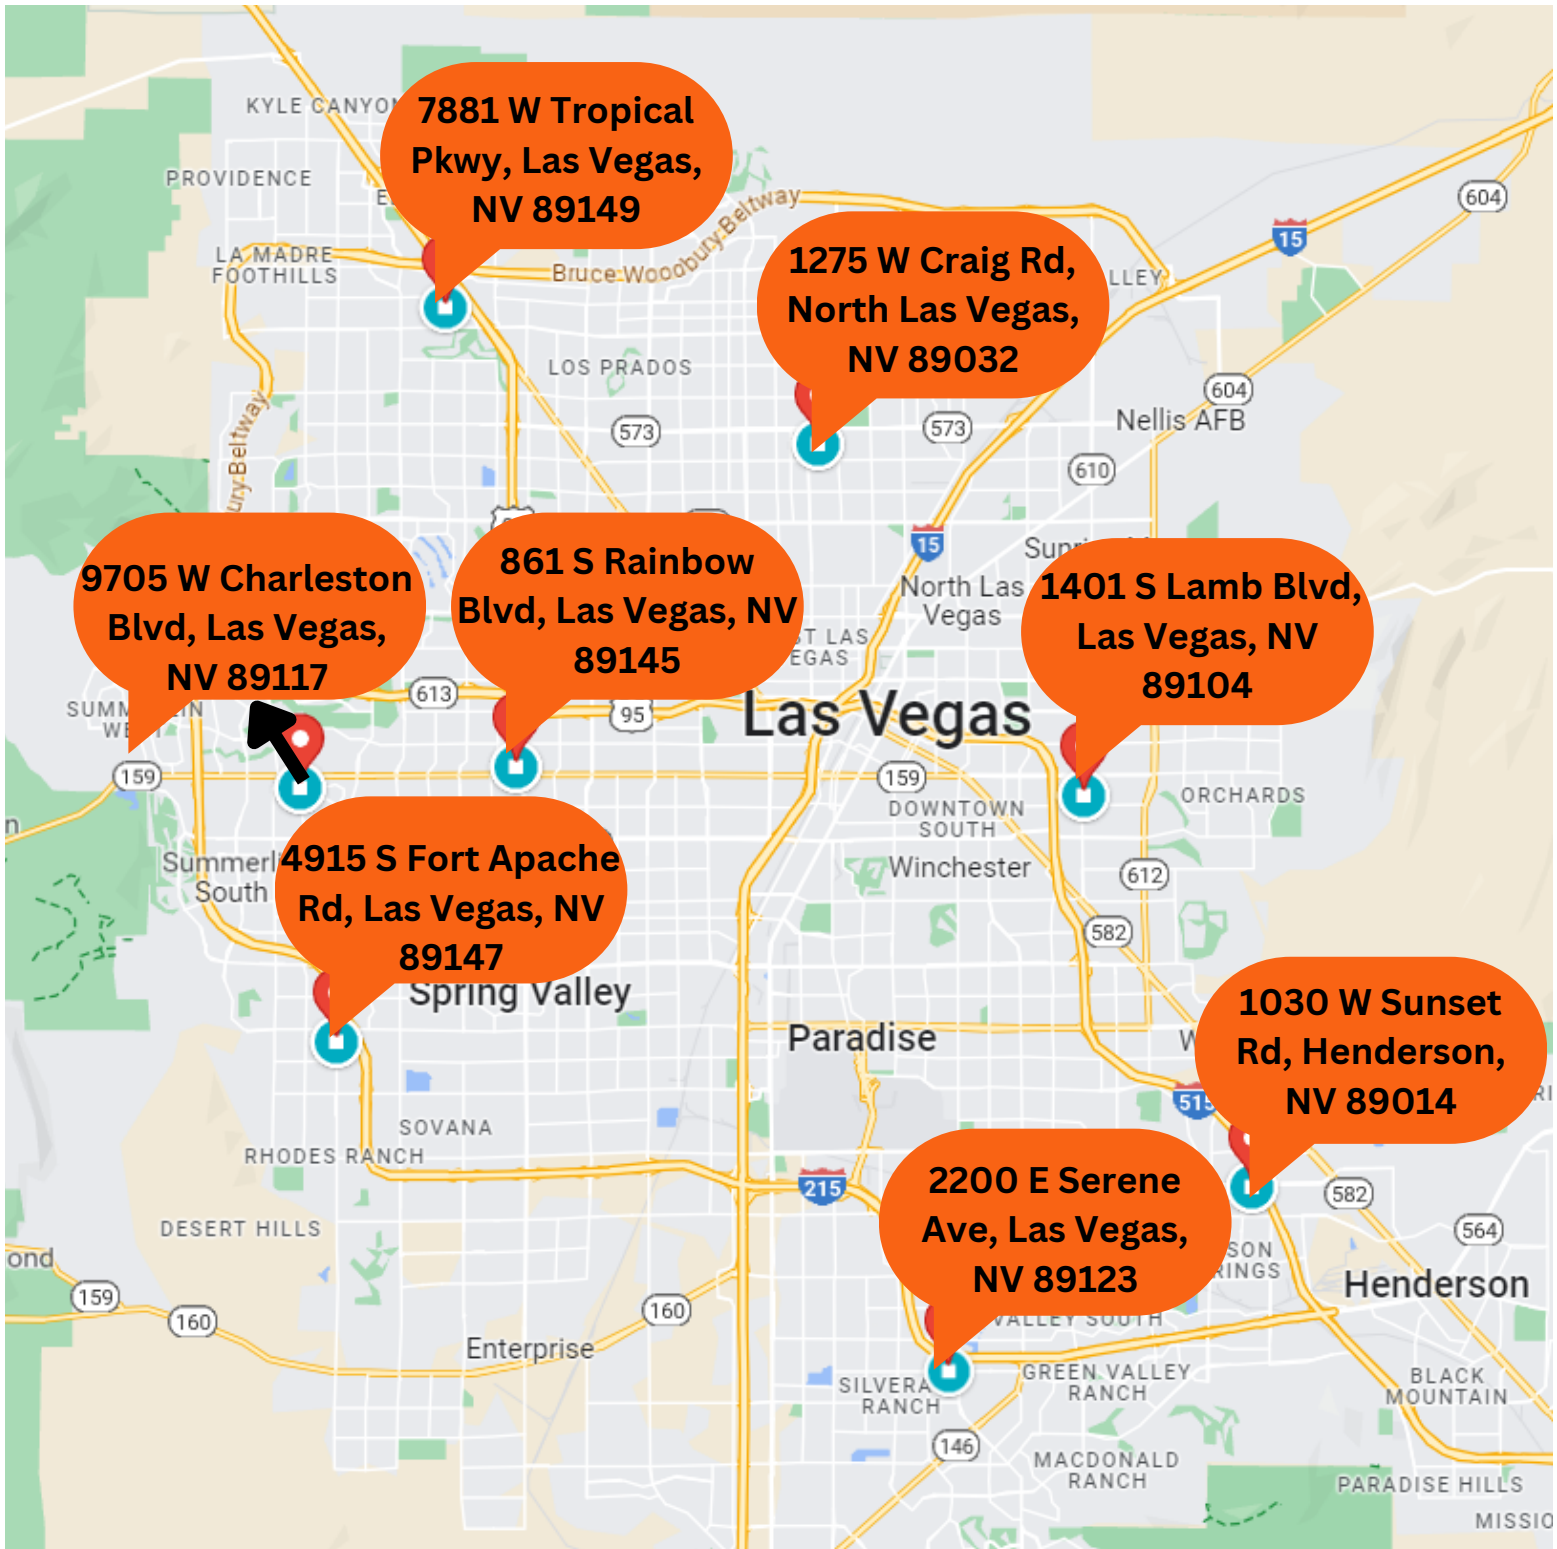 KYLE CANYON
7881 W Tropical
Pkwy, Las Vegas,
NV 89149
PROVIDENCE
604
15
LA MADRE
FOOTHILLS
Bruce Woodbury Beltway
1275 W Craig Rd,
North Las Vegas,
NV 89032
LOS PRADOS
604
573
573
Nellis AFB
610
Beltway
15
9705 W Charleston
Blvd, Las Vegas,
NV 89117
861 S Rainbow
Blvd, Las Vegas, NV
89145
North Las
Vegas
1401 S Lamb Blvd,
Las Vegas, NV
89104
613
95
Las Vegas
159
159
DOWNTOWN
SOUTH
ORCHARDS
Winchester
612
South
4915 S Fort Apache
Rd, Las Vegas, NV
89147
582
Spring Valley
Paradise
1030 W Sunset
Rd, Henderson,
NV 89014
515
SOVANA
RHODES RANCH
215
2200 E Serene
Ave, Las Vegas,
NV 89123
582
564
DESERT HILLS
Henderson
159
160
160
Enterprise
VALLEY SOUTH
GREEN VALLEY
RANCH
RANCH
BLACK
MOUNTAIN
146
MACDONALD
RANCH
PARADISE HILLS